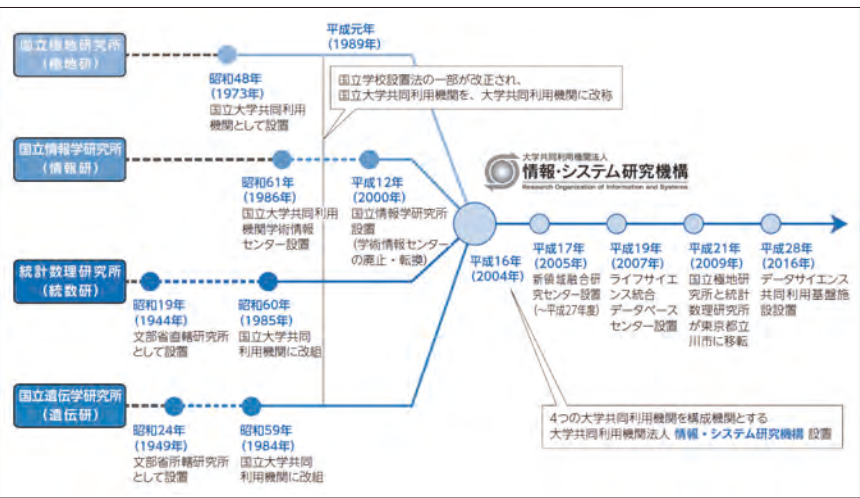 国立極地研究所
(極地研)
昭和48年
(1973年)
国立大学共同利用
機関として設置
平成元年
(1989年)
国立学校設置法の一部が改正され、
国立大学共同利用機関を、大学共同利用機関に改称
国立情報学研究所
(情報研)
昭和61年
(1986年)
国立大学共同利用
機関学術情報
センター設置
平成12年
(2000年)
国立情報学研究所
設置
(学術情報センター
の廃止・転換)
統計数理研究所
(統数研)
昭和19年
(1944年)
文部省直轄研究所
として設置
昭和60年
(1985年)
国立大学共同
利用機関に改組
国立遺伝学研究所
(遺伝研)
昭和24年
(1949年)
文部省所轄研究所
として設置
昭和59年
(1984年)
国立大学共同
利用機関に改組
大学共同利用機関法人
情報・システム研究機構
Research Organization of Information and Systems
平成16年
(2004年)
平成17年
(2005年)
新領域融合研
究センター設置
(〜平成27年度)
平成19年
(2007年)
ライフサイエ
ンス統合
データベース
センター設置
平成21年
(2009年)
国立極地研
究所と統計
数理研究所
が東京都立
川市に移転
平成28年
(2016年)
データサイエンス
共同利用基盤施
設設置
4つの大学共同利用機関を構成機関とする
大学共同利用機関法人 情報・システム研究機構 設置